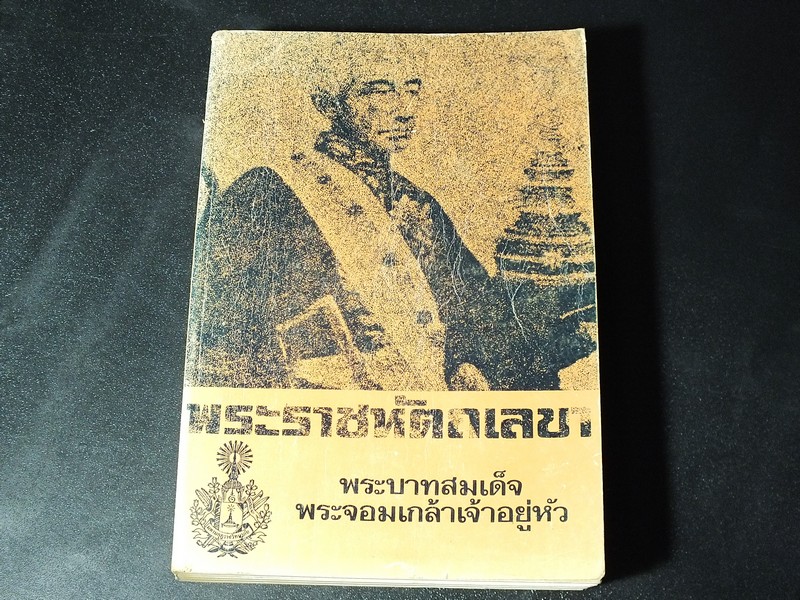 พระราชหัตถเลขา
พระบาทสมเด็จ
พระจอมเกล้าเจ้าอยู่หัว